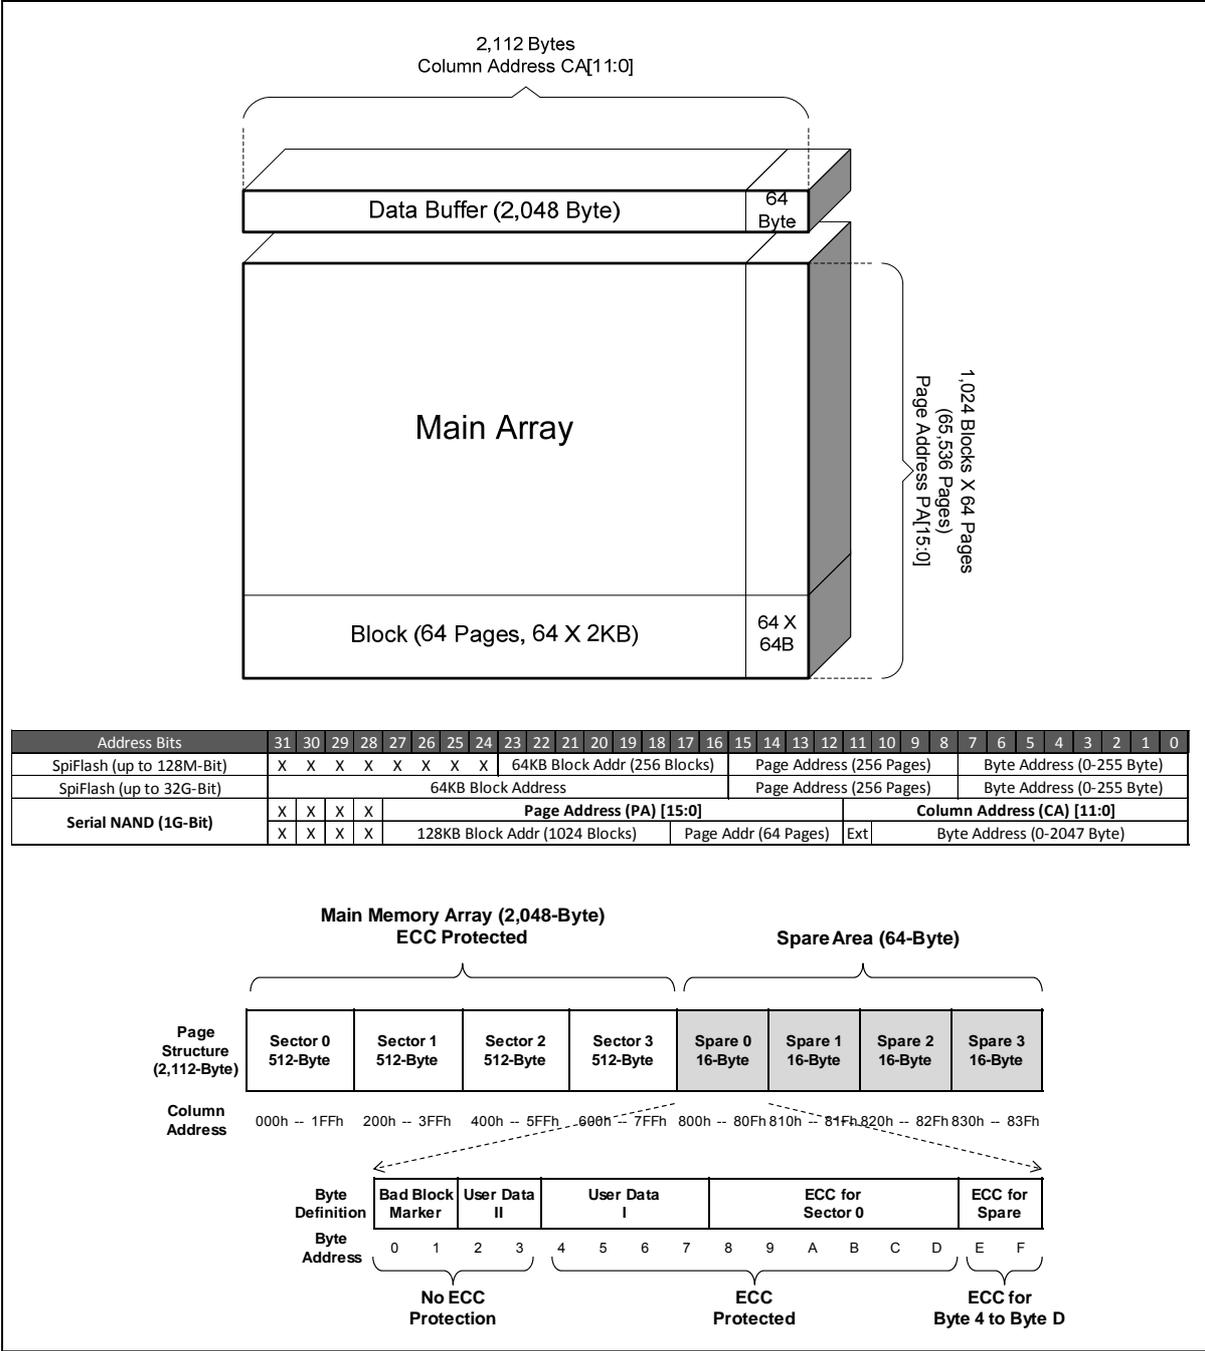 2,112 Bytes
Column Address CA[11:0]
Data Buffer (2,048 Byte)
64
Byte
Main Array
1,024 Blocks X 64 Pages
(65,536 Pages)
Page Address PA[15:0]
Block (64 Pages, 64 X 2KB)
64 X
64B
Address Bits 31 30 29 28 27 26 25 24 23 22 21 20 19 18 17 16 15 14 13 12 11 10 9 8 7 6 5 4 3 2 1 0
SpiFlash (up to 128M-Bit) X X X X X X X X 64KB Block Addr (256 Blocks) Page Address (256 Pages) Byte Address (0-255 Byte)
SpiFlash (up to 32G-Bit) 64KB Block Address Page Address (256 Pages) Byte Address (0-255 Byte)
Serial NAND (1G-Bit)
X X X X Page Address (PA) [15:0] Column Address (CA) [11:0]
X X X X 128KB Block Addr (1024 Blocks) Page Addr (64 Pages) Ext Byte Address (0-2047 Byte)
Main Memory Array (2,048-Byte)
ECC Protected
Spare Area (64-Byte)
Page
Structure
(2,112-Byte)
Sector 0
512-Byte
Sector 1
512-Byte
Sector 2
512-Byte
Sector 3
512-Byte
Spare 0
16-Byte
Spare 1
16-Byte
Spare 2
16-Byte
Spare 3
16-Byte
Column
Address
000h -- 1FFh 200h -- 3FFh 400h -- 5FFh 600h -- 7FFh 800h -- 80Fh 810h -- 81Fh 820h -- 82Fh 830h -- 83Fh
Byte
Definition
Bad Block
Marker
User Data
II
User Data
I
ECC for
Sector 0
ECC for
Spare
Byte
Address
0 1 2 3 4 5 6 7 8 9 A B C D E F
No ECC
Protection
ECC
Protected
ECC for
Byte 4 to Byte D